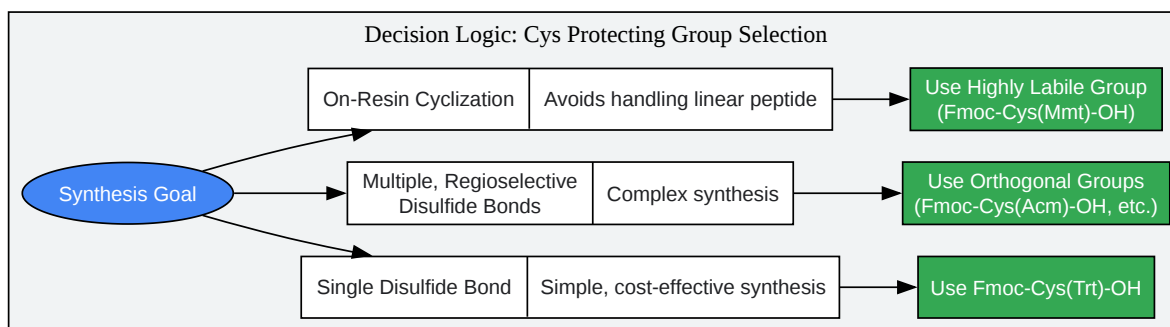 Decision Logic: Cys Protecting Group Selection
Synthesis Goal
On-Resin Cyclization
Avoids handling linear peptide
Use Highly Labile Group
(Fmoc-Cys(Mmt)-OH)
Multiple, Regioselective
Disulfide Bonds
Complex synthesis
Use Orthogonal Groups
(Fmoc-Cys(Acm)-OH, etc.)
Single Disulfide Bond
Simple, cost-effective synthesis
Use Fmoc-Cys(Trt)-OH